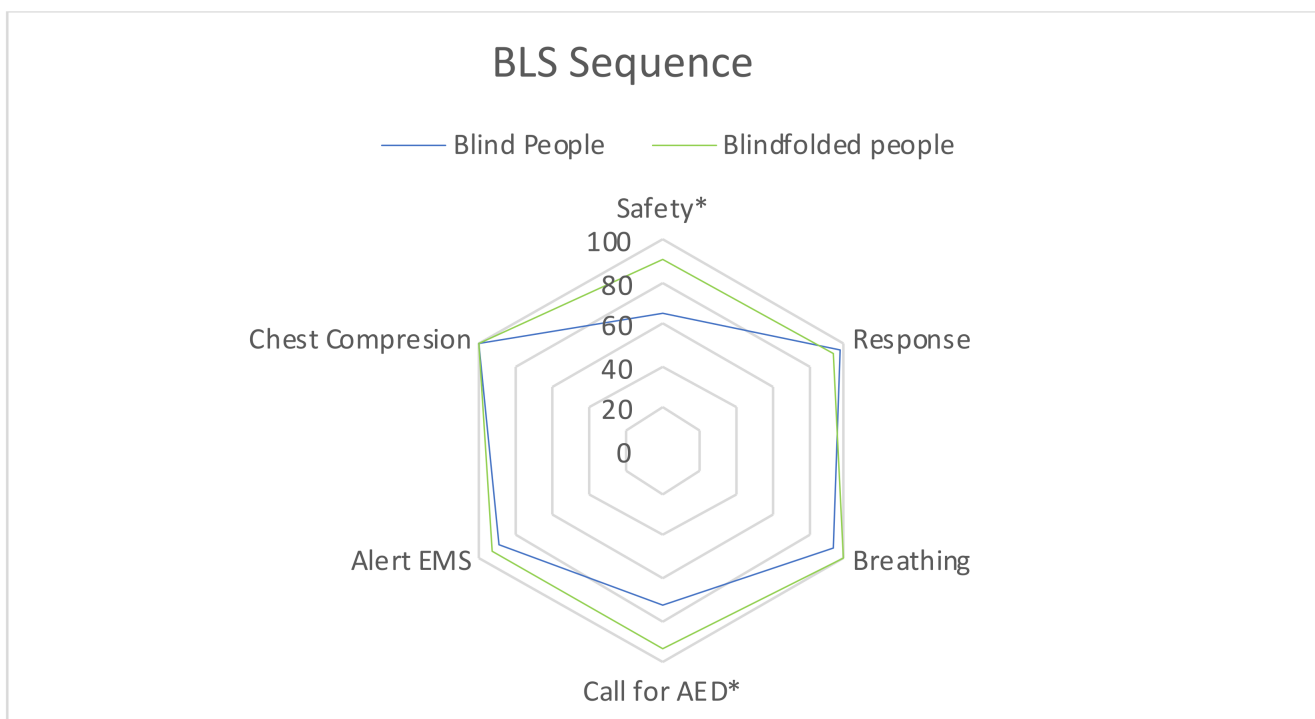 BLS Sequence
Blind People
Blindfolded people
Safety*
100
80
60
40
20
0
Chest Compresion
Response
Alert EMS
Breathing
Call for AED*